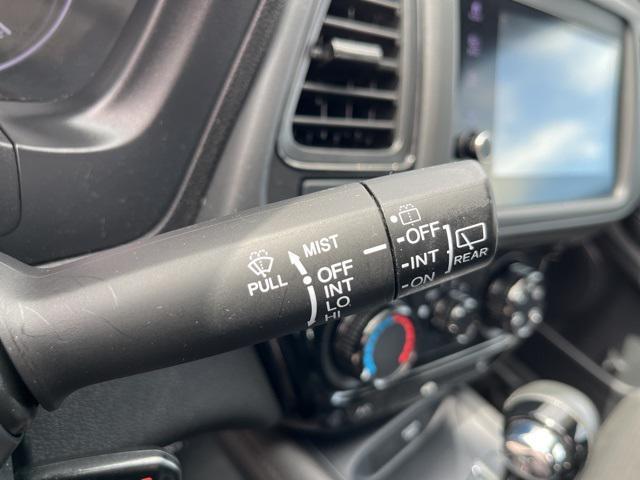 MIST
PULL
OFF
INT
LO
HI
OFF
INT
ON
REAR